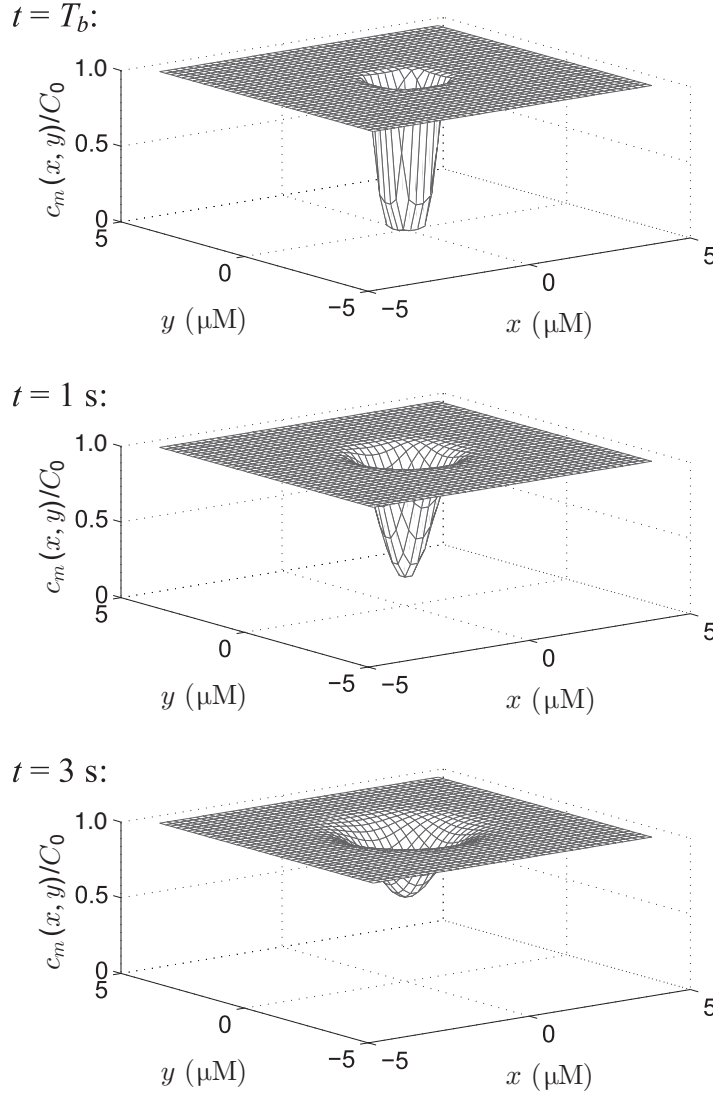 t = T_b:
c_m(x, y)/C_0
1.0
0.5
0
5
0
−5
−5
0
5
y (μM)
x (μM)
t = 1 s:
c_m(x, y)/C_0
1.0
0.5
0
5
0
−5
−5
0
5
y (μM)
x (μM)
t = 3 s:
c_m(x, y)/C_0
1.0
0.5
0
5
0
−5
−5
0
5
y (μM)
x (μM)